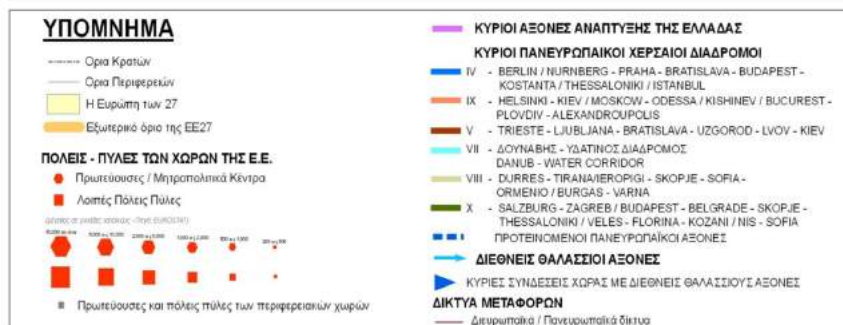 ΥΠΟΜΝΗΜΑ
Ορια Κρατών
Ορια Περιφερειών
Η Ευρώπη των 27
Εξωτερικό όριο της ΕΕ27
ΠΟΛΕΙΣ - ΠΥΛΕΣ ΤΩΝ ΧΩΡΩΝ ΤΗΣ Ε.Ε.
Πρωτεύουσες / Μητροπολιτικά Κέντρα
Λοιπές Πόλεις Πύλες
Πρωτεύουσες και πόλεις πύλες των περιφερειακών χωρών
ΚΥΡΙΟΙ ΑΞΟΝΕΣ ΑΝΑΠΤΥΞΗΣ ΤΗΣ ΕΛΛΑΔΑΣ
ΚΥΡΙΟΙ ΠΑΝΕΥΡΩΠΑΙΚΟΙ ΧΕΡΣΑΙΟΙ ΔΙΑΔΡΟΜΟΙ
IV - BERLIN / NURNBERG - PRAHA - BRATISLAVA - BUDAPEST -
KOSTANTA / THESSALONIKI / ISTANBUL
IX - HELSINKI - KIEV / MOSKOW - ODESSA / KISHINEV / BUCUREST -
PLOVDIV - ALEXANDROUPOLIS
V - TRIESTE - LJUBLJANA - BRATISLAVA - UZGOROD - LVOV - KIEV
VII - ΔΟΥΝΑΒΗΣ - ΥΔΑΤΙΝΟΣ ΔΙΑΔΡΟΜΟΣ
DANUB - WATER CORRIDOR
VIII - DURRES - TIRANA/IEROPIGI - SKOPJE - SOFIA -
ORMENIO / BURGAS - VARNA
X - SALZBURG - ZAGREB / BUDAPEST - BELGRADE - SKOPJE -
THESSALONIKI / VELES - FLORINA - KOZANI / NIS - SOFIA
ΠΡΟΤΕΙΝΟΜΕΝΟΙ ΠΑΝΕΥΡΩΠΑΪΚΟΙ ΑΞΟΝΕΣ
ΔΙΕΘΝΕΙΣ ΘΑΛΑΣΣΙΟΙ ΑΞΟΝΕΣ
ΚΥΡΙΕΣ ΣΥΝΔΕΣΕΙΣ ΧΩΡΑΣ ΜΕ ΔΙΕΘΝΕΙΣ ΘΑΛΑΣΣΙΟΥΣ ΑΞΟΝΕΣ
ΔΙΚΤΥΑ ΜΕΤΑΦΟΡΩΝ
Διευρωπαϊκά / Πανευρωπαϊκά δίκτυα